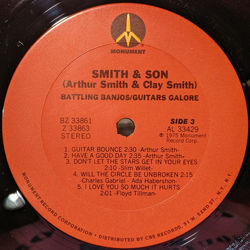 MONUMENT
SMITH & SON
(Arthur Smith & Clay Smith)
BATTLING BANJOS/GUITARS GALORE
BZ 33861
Z 33863
STEREO
SIDE 3
AL 33429
℗ 1975 Monument
Record Corp.
1. GUITAR BOUNCE 2:30 -Arthur Smith-
2. HAVE A GOOD DAY 2:35 -Arthur Smith-
3. DON'T LET THE STARS GET IN YOUR EYES
2:10 -Slim Willet-
4. WILL THE CIRCLE BE UNBROKEN 2:16
-Charles Gabriel - Ada Habershon-
5. I LOVE YOU SO MUCH IT HURTS
2:01 -Floyd Tillman-
MONUMENT RECORD CORPORATION • DISTRIBUTED BY CBS RECORDS, 51 W. 52ND ST., N.Y., N.Y.